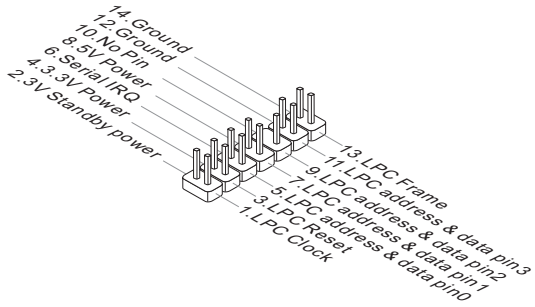 14.Ground
12.Ground
10.No Pin
8.5V Power
6.Serial IRQ
4.3.3V Power
2.3V Standby power
13.LPC Frame
11.LPC address & data pin3
9.LPC address & data pin2
7.LPC address & data pin1
5.LPC address & data pin0
3.LPC Reset
1.LPC Clock